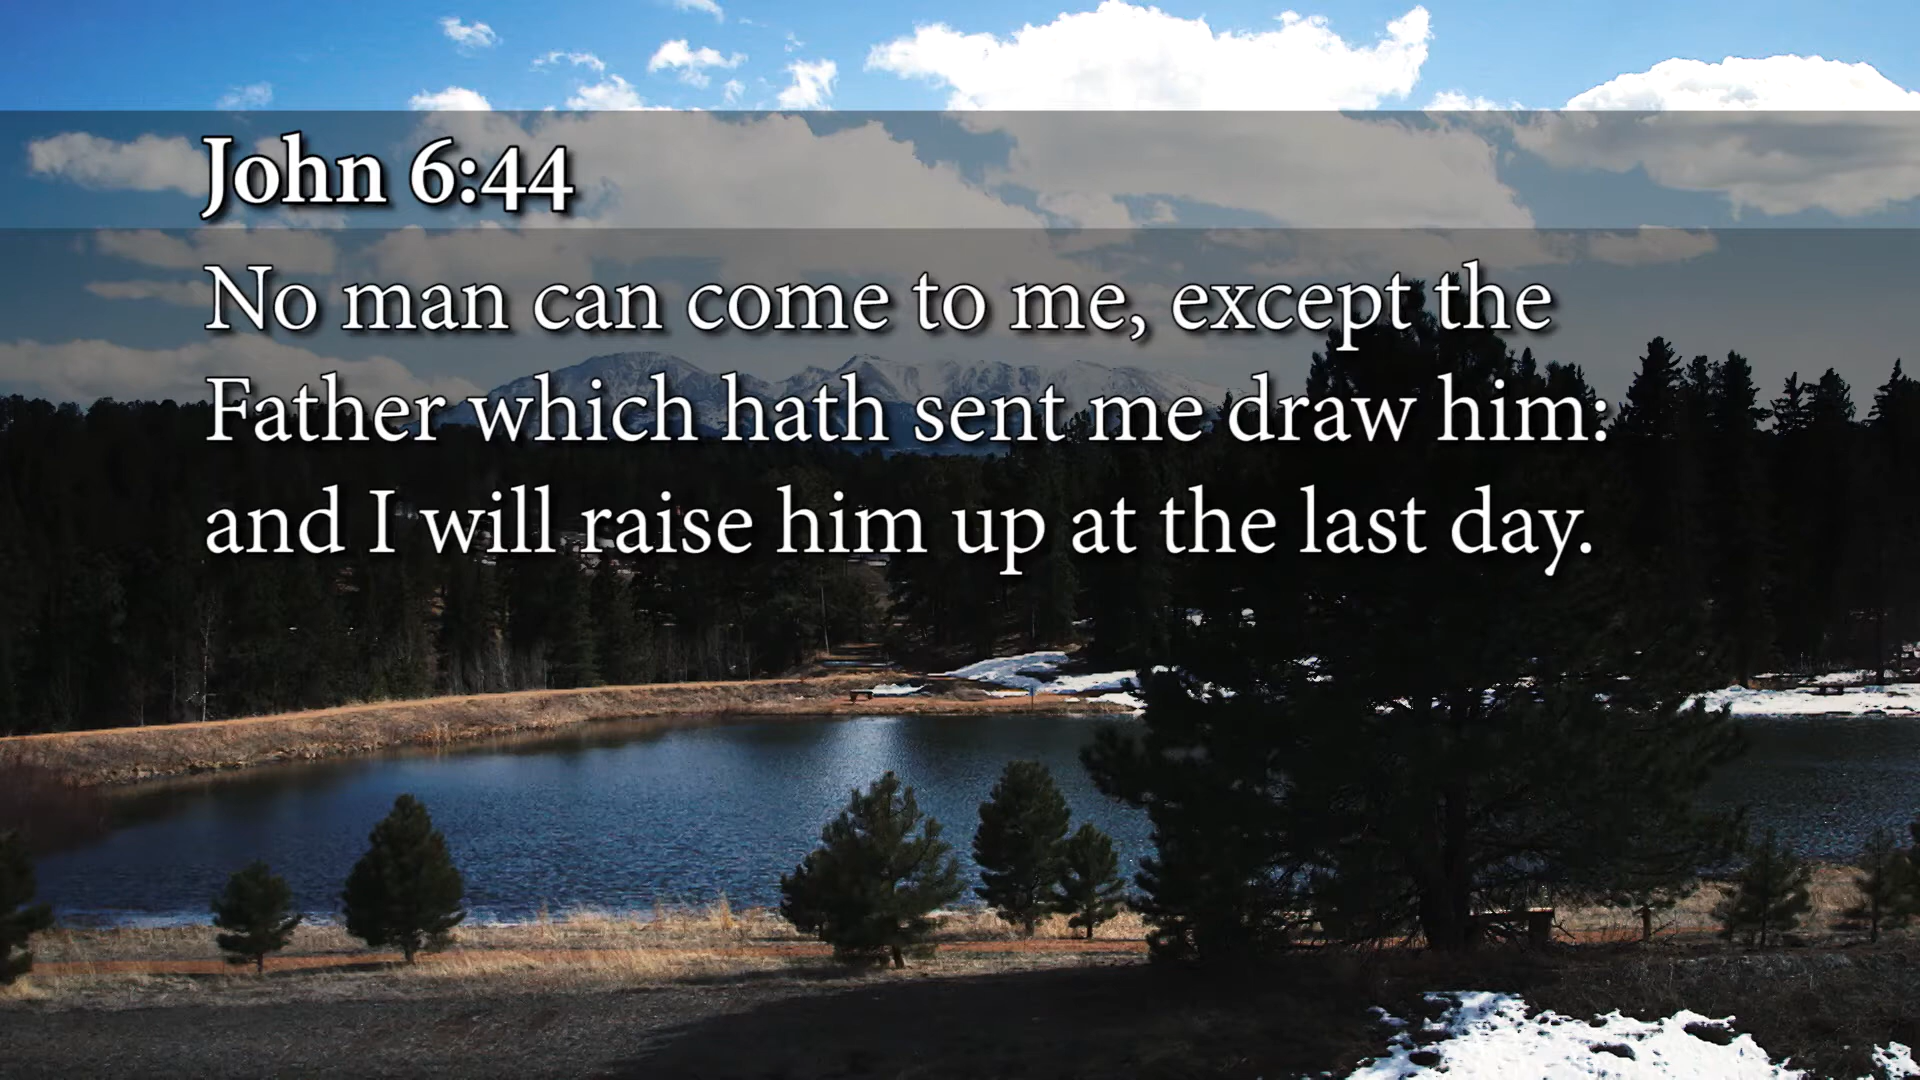 John 6:44
No man can come to me, except the
Father which hath sent me draw him:
and I will raise him up at the last day.